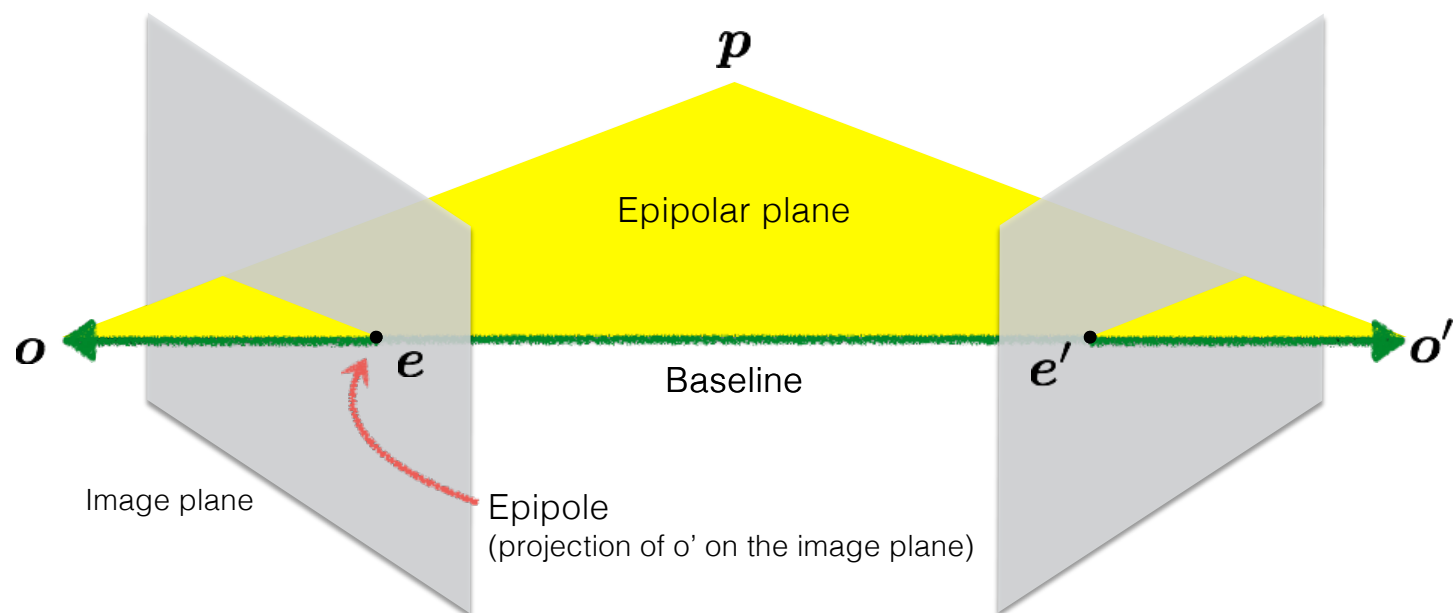 p
Epipolar plane
o
e
Baseline
e′
o′
Image plane
Epipole
(projection of o’ on the image plane)